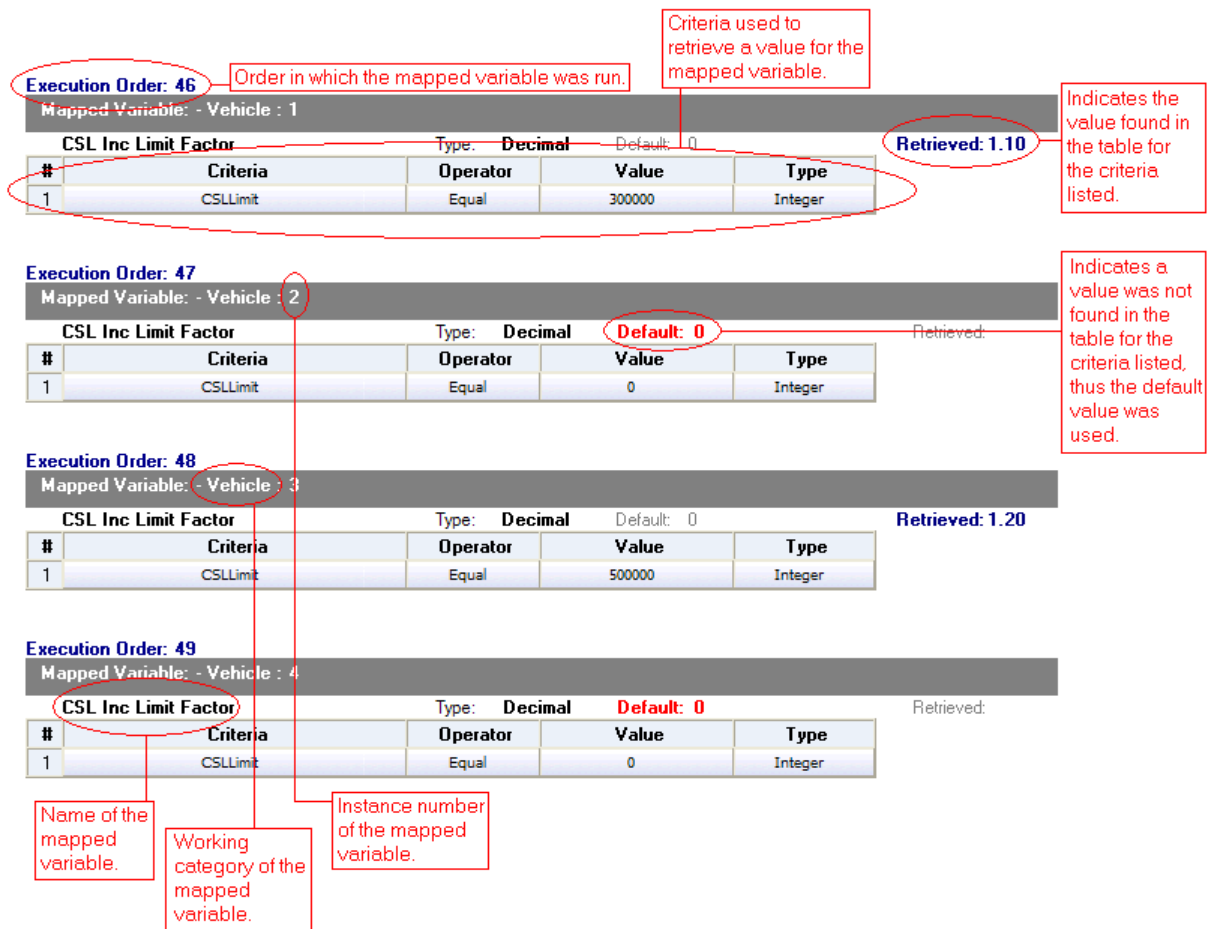 Criteria used to
retrieve a value for the
mapped variable.
Execution Order: 46
Order in which the mapped variable was run.
Mapped Variable: - Vehicle : 1
CSL Inc Limit Factor Type: Decimal Default: 0 Retrieved: 1.10
# Criteria Operator Value Type
1 CSLLimit Equal 300000 Integer
Indicates the
value found in
the table for
the criteria
listed.
Execution Order: 47
Mapped Variable: - Vehicle : 2
CSL Inc Limit Factor Type: Decimal Default: 0 Retrieved:
# Criteria Operator Value Type
1 CSLLimit Equal 0 Integer
Indicates a
value was not
found in the
table for the
criteria listed,
thus the default
value was
used.
Execution Order: 48
Mapped Variable: - Vehicle : 3
CSL Inc Limit Factor Type: Decimal Default: 0 Retrieved: 1.20
# Criteria Operator Value Type
1 CSLLimit Equal 500000 Integer
Execution Order: 49
Mapped Variable: - Vehicle : 4
CSL Inc Limit Factor Type: Decimal Default: 0 Retrieved:
# Criteria Operator Value Type
1 CSLLimit Equal 0 Integer
Name of the
mapped
variable.
Working
category of the
mapped
variable.
Instance number
of the mapped
variable.